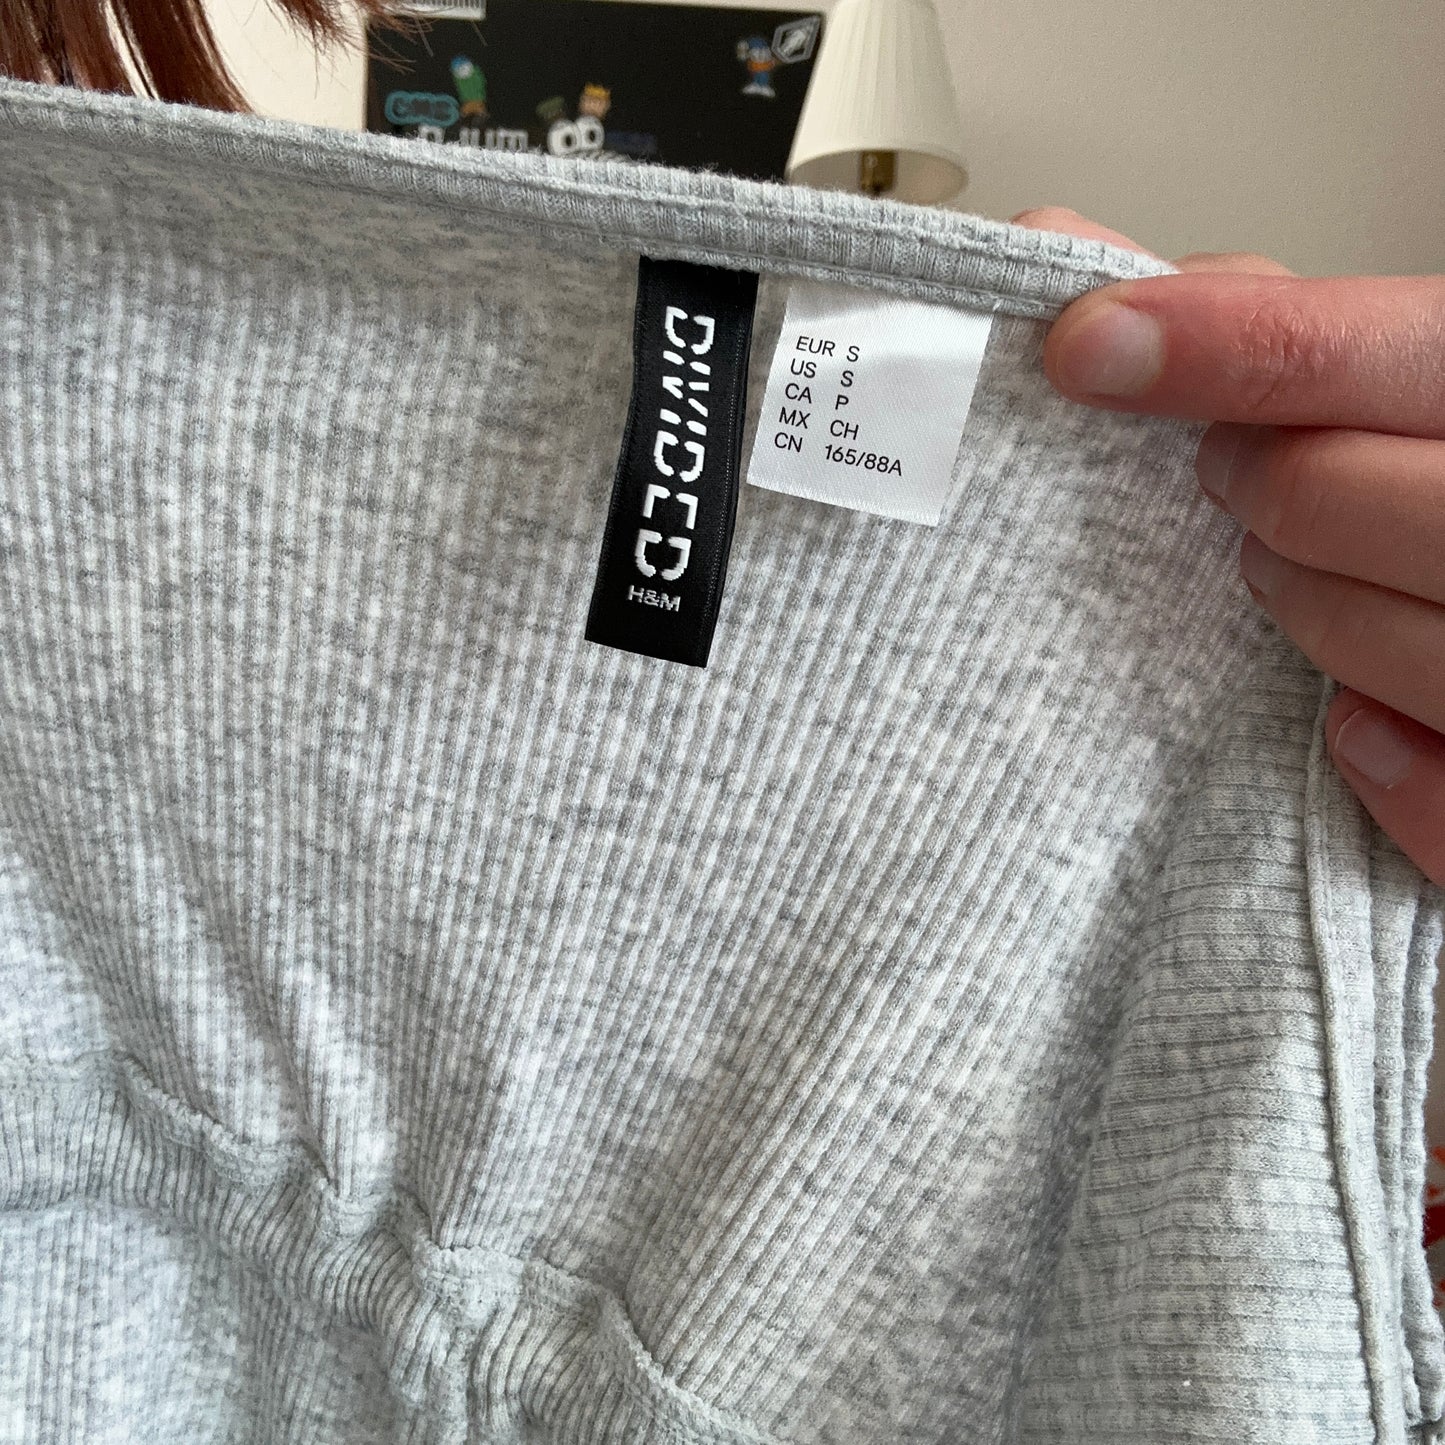 DIVIDED
H&M
EUR S
US S
CA P
MX CH
CN 165/88A